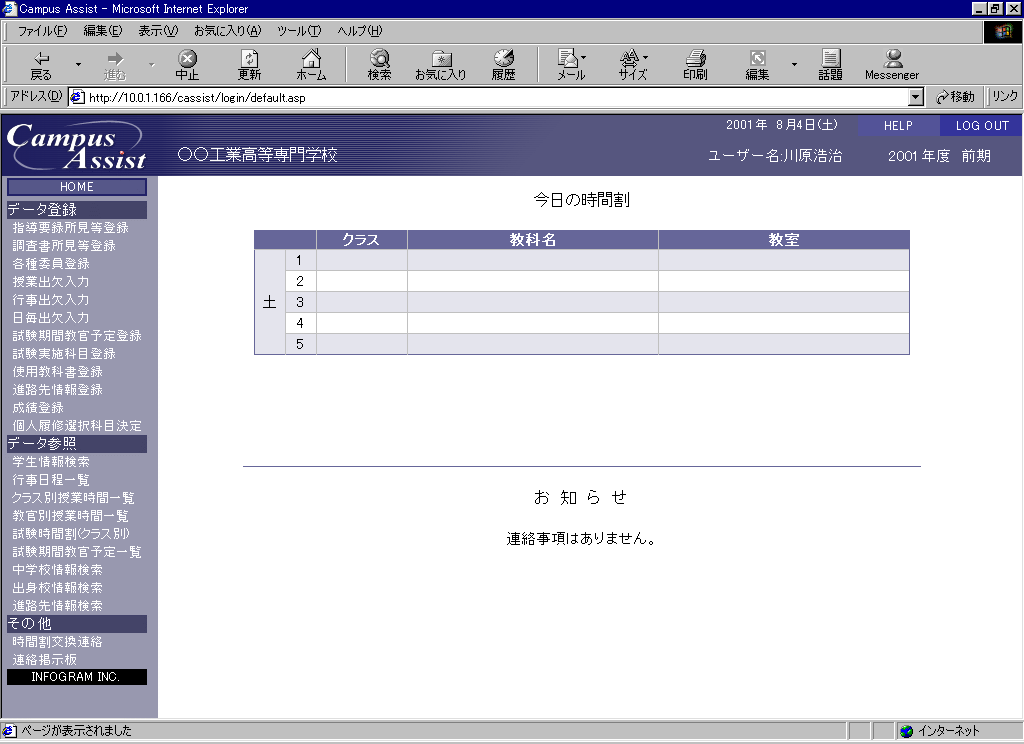 Campus Assist - Microsoft Internet Explorer
ファイル(F) 編集(E) 表示(V) お気に入り(A) ツール(T) ヘルプ(H)
戻る 進む 中止 更新 ホーム 検索 お気に入り 履歴 メール サイズ 印刷 編集 話題 Messenger
アドレス(D) http://10.0.1.166/cassist/login/default.asp 移動 リンク
Campus Assist
2001年 8月4日(土) HELP LOG OUT
〇〇工業高等専門学校 ユーザー名:川原浩治 2001年度 前期
HOME
データ登録
指導要録所見等登録
調査書所見等登録
各種委員登録
授業出欠入力
行事出欠入力
日毎出欠入力
試験期間教官予定登録
試験実施科目登録
使用教科書登録
進路先情報登録
成績登録
個人履修選択科目決定
データ参照
学生情報検索
行事日程一覧
クラス別授業時間一覧
教官別授業時間一覧
試験時間割(クラス別)
試験期間教官予定一覧
中学校情報検索
出身校情報検索
進路先情報検索
その他
時間割交換連絡
連絡掲示板
INFOGRAM INC.
今日の時間割
クラス 教科名 教室
土
1
2
3
4
5
お 知 ら せ
連絡事項はありません。
ページが表示されました インターネット